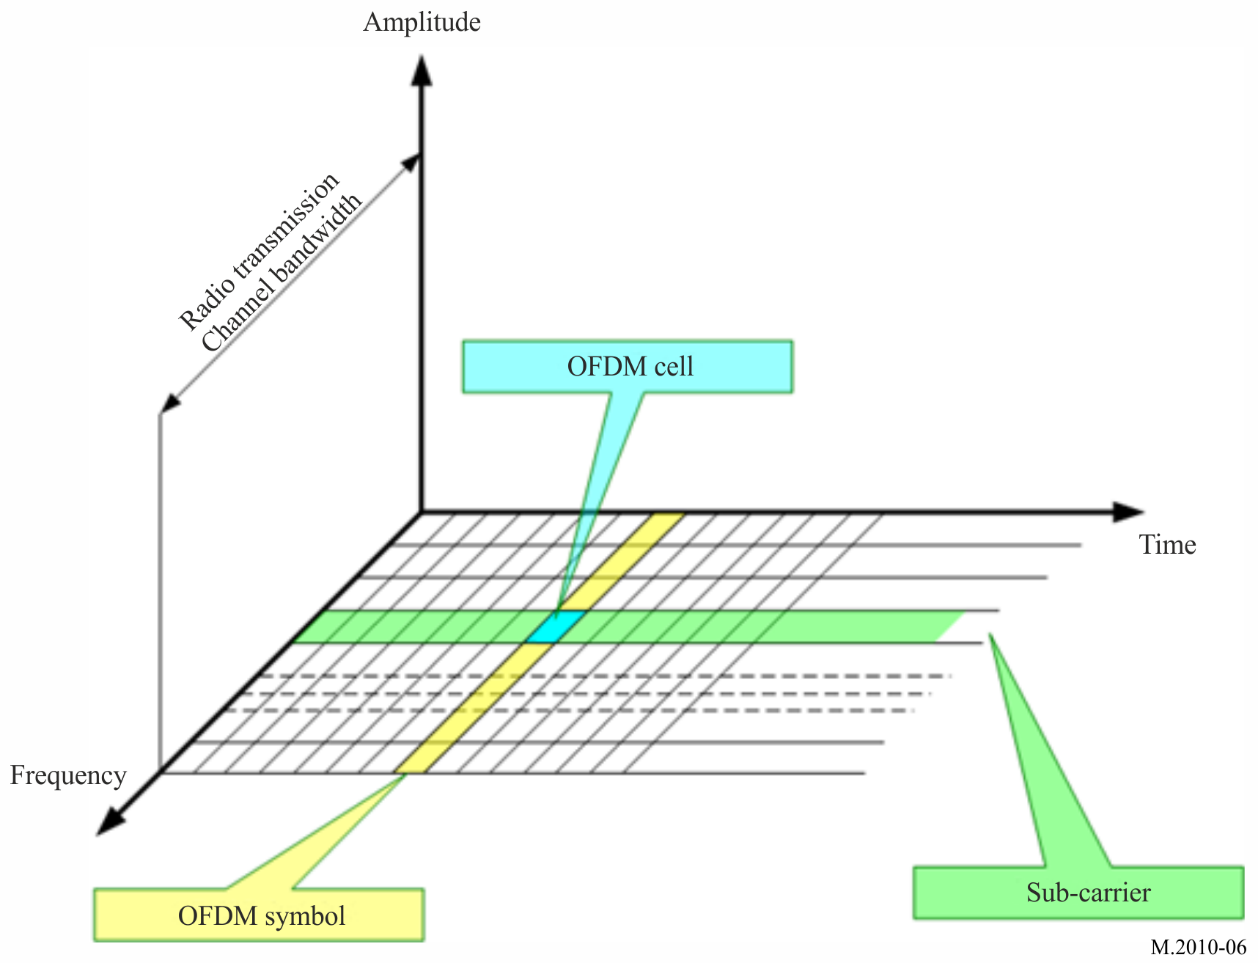 Amplitude
Radio transmission
Channel bandwidth
OFDM cell
Time
Frequency
Sub-carrier
OFDM symbol
M.2010-06